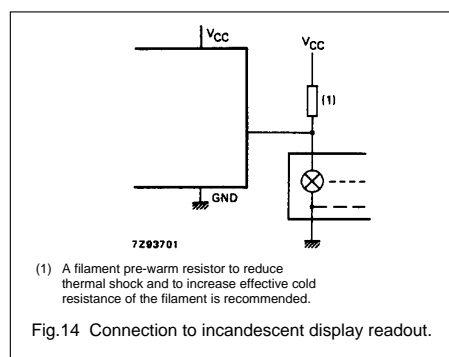 VCC
VCC
(1)
GND
7Z93701
(1) A filament pre-warm resistor to reduce
thermal shock and to increase effective cold
resistance of the filament is recommended.
Fig.14 Connection to incandescent display readout.